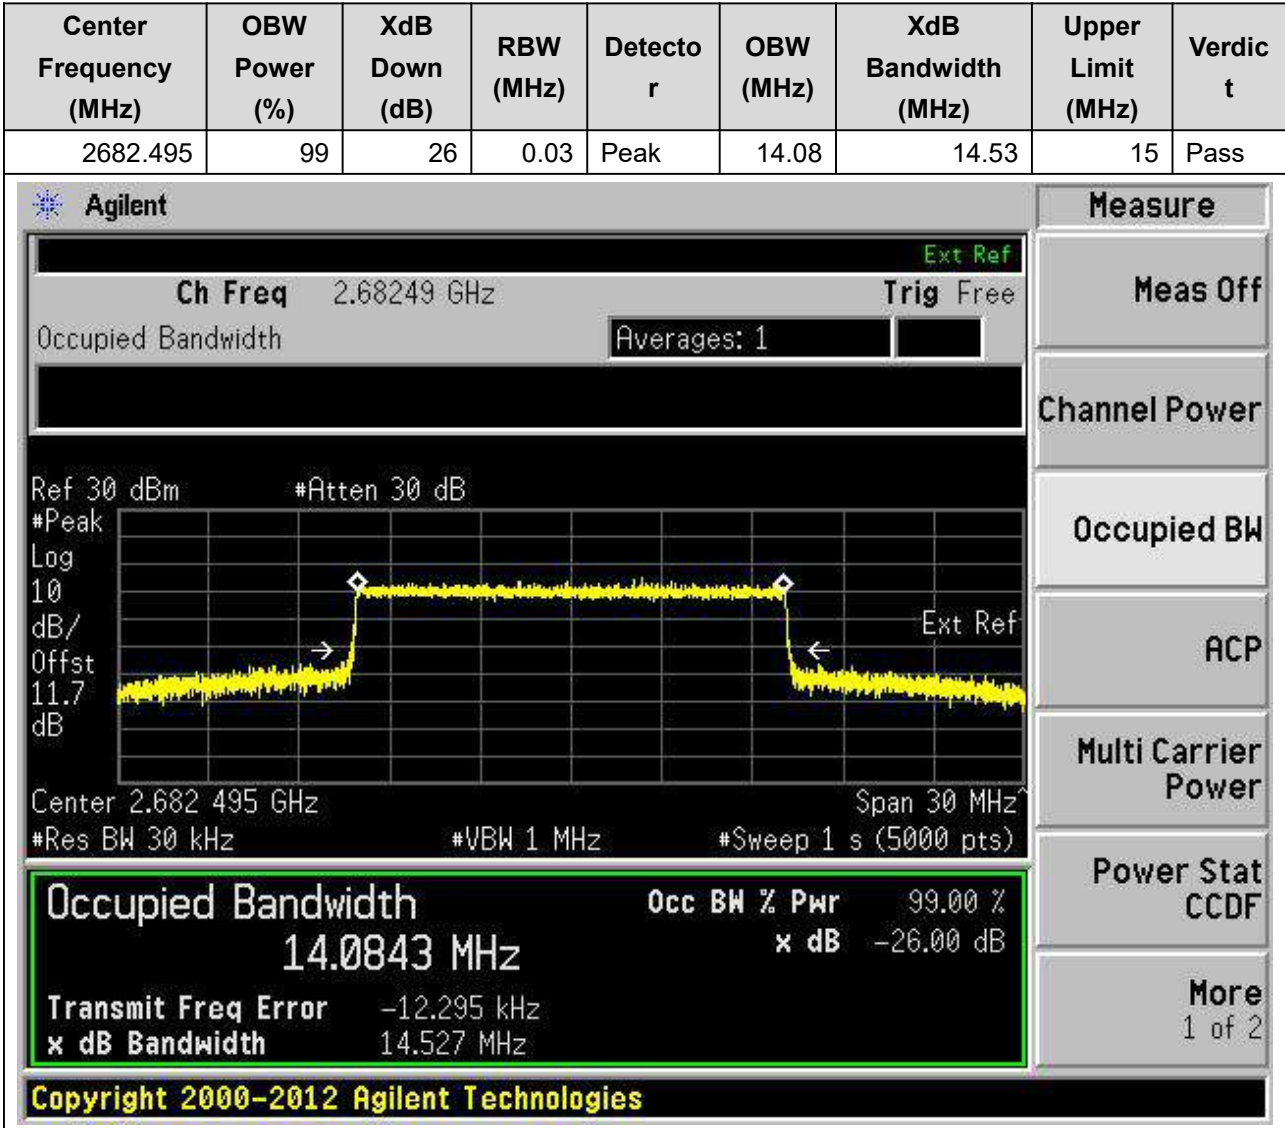 Center Frequency (MHz) OBW Power (%) XdB Down (dB) RBW (MHz) Detector OBW (MHz) XdB Bandwidth (MHz) Upper Limit (MHz) Verdict
2682.495 99 26 0.03 Peak 14.08 14.53 15 Pass
Agilent
Measure
Ext Ref
Ch Freq 2.68249 GHz Trig Free
Meas Off
Occupied Bandwidth Averages: 1
Channel Power
Ref 30 dBm #Atten 30 dB
#Peak
Log
10
dB/
Offst
11.7
dB
Ext Ref
Occupied BW
ACP
Center 2.682 495 GHz Span 30 MHz^
#Res BW 30 kHz #VBW 1 MHz #Sweep 1 s (5000 pts)
Multi Carrier
Power
Occupied Bandwidth Occ BW % Pwr 99.00 %
14.0843 MHz x dB -26.00 dB
Power Stat
CCDF
Transmit Freq Error -12.295 kHz
x dB Bandwidth 14.527 MHz
More
1 of 2
Copyright 2000-2012 Agilent Technologies